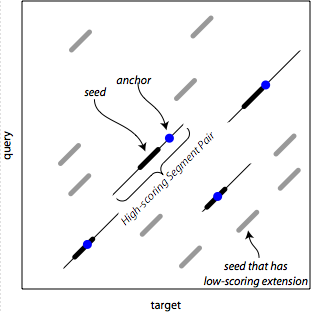 anchor
seed
query
High-scoring Segment Pair
seed that has
low-scoring extension
target